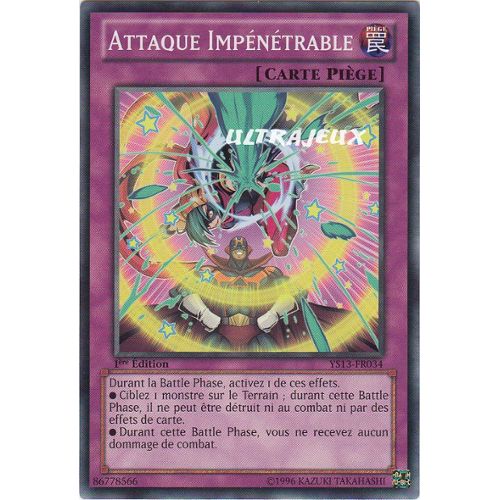 ATTAQUE IMPÉNÉTRABLE
PIÈGE
罠
[CARTE PIÈGE]
ULTRAJEUX
1ère Édition
YS13-FR034
Durant la Battle Phase, activez 1 de ces effets.
● Ciblez 1 monstre sur le Terrain ; durant cette Battle
Phase, il ne peut être détruit ni au combat ni par des
effets de carte.
● Durant cette Battle Phase, vous ne recevez aucun
dommage de combat.
86778566
©1996 KAZUKI TAKAHASHI